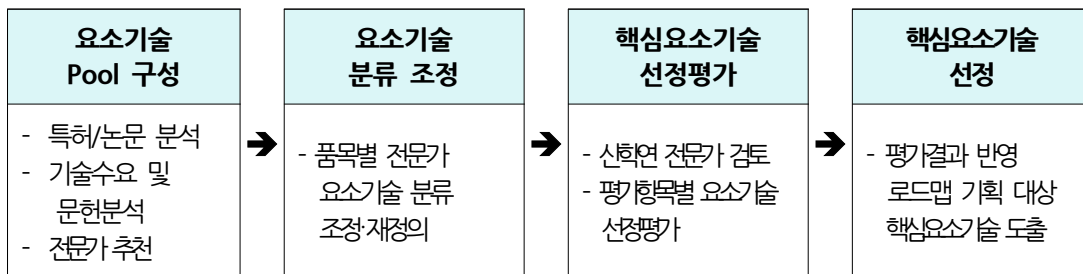 요소기술
Pool 구성
- 특허/논문 분석
- 기술수요 및
문헌분석
- 전문가 추천
➔
요소기술
분류 조정
- 품목별 전문가
요소기술 분류
조정·재정의
➔
핵심요소기술
선정평가
- 산학연 전문가 검토
- 평가항목별 요소기술
선정평가
➔
핵심요소기술
선정
- 평가결과 반영
로드맵 기획 대상
핵심요소기술 도출